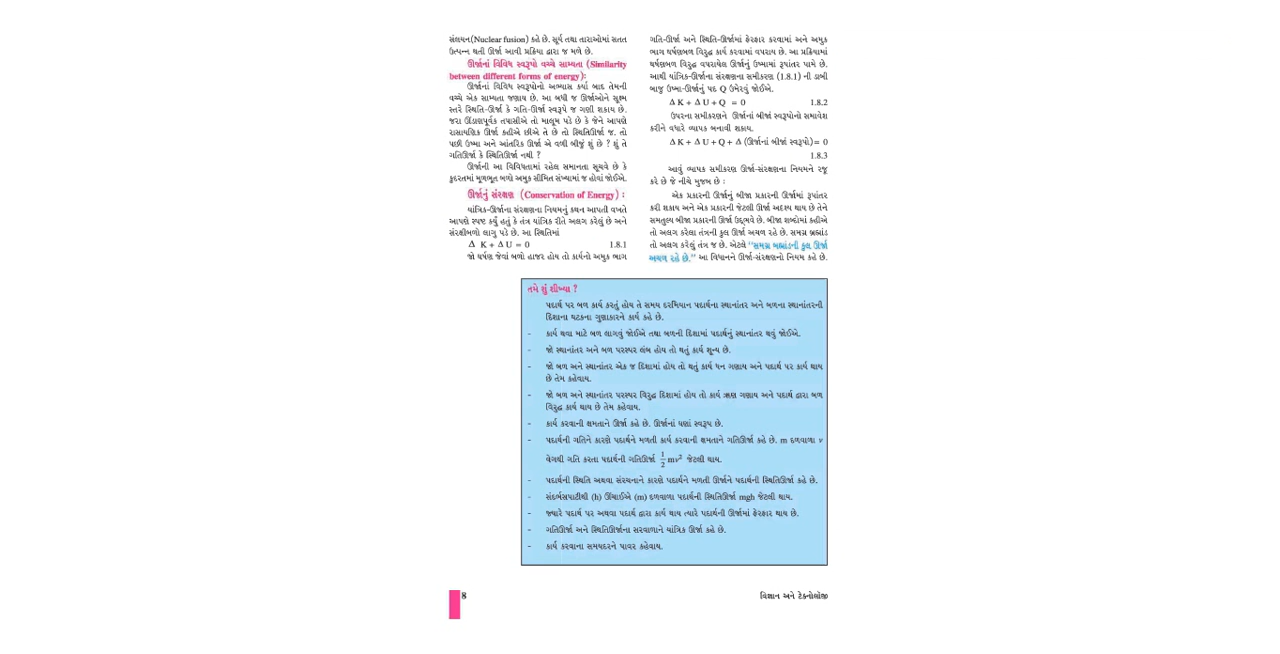 સંલયન(Nuclear fusion) કહે છે. સૂર્ય તથા તારાઓમાં સતત
ઉત્પન્ન થતી ઊર્જા આવી પ્રક્રિયા દ્વારા જ મળે છે.
ઊર્જાનાં વિવિધ સ્વરૂપો વચ્ચે સામ્યતા (Similarity
between different forms of energy):
ઊર્જાનાં વિવિધ સ્વરૂપોનો અભ્યાસ કર્યા બાદ તેમની
વચ્ચે એક સામ્યતા જણાય છે. આ બધી જ ઊર્જાઓને સૂક્ષ્મ
સ્તરે સ્થિતિ-ઊર્જા કે ગતિ-ઊર્જા સ્વરૂપે જ ગણી શકાય છે.
જરા ઊંડાણપૂર્વક તપાસીએ તો માલૂમ પડે છે કે જેને આપણે
રાસાયણિક ઊર્જા કહીએ છીએ તે છે તો સ્થિતિઊર્જા જ. તો
પછી ઉષ્મા અને આંતરિક ઊર્જા એ વળી બીજું શું છે ? શું તે
ગતિઊર્જા કે સ્થિતિઊર્જા નથી ?
ઊર્જાની આ વિવિધતામાં રહેલ સમાનતા સૂચવે છે કે
કુદરતમાં મૂળભૂત બળો અમુક સીમિત સંખ્યામાં જ હોવાં જોઈએ.
ઊર્જાનું સંરક્ષણ (Conservation of Energy) :
યાંત્રિક-ઊર્જાના સંરક્ષણના નિયમનું કથન આપતી વખતે
આપણે સ્પષ્ટ કર્યું હતું કે તંત્ર યાંત્રિક રીતે અલગ કરેલું છે અને
સંરક્ષીબળો લાગુ પડે છે. આ સ્થિતિમાં
Δ K + Δ U = 0 1.8.1
જો ઘર્ષણ જેવાં બળો હાજર હોય તો કાર્યનો અમુક ભાગ
ગતિ-ઊર્જા અને સ્થિતિ-ઊર્જામાં ફેરફાર કરવામાં અને અમુક
ભાગ ઘર્ષણબળ વિરુદ્ધ કાર્ય કરવામાં વપરાય છે. આ પ્રક્રિયામાં
ઘર્ષણબળ વિરુદ્ધ વપરાયેલ ઊર્જાનું ઉષ્મામાં રૂપાંતર પામે છે.
આથી યાંત્રિક-ઊર્જાના સંરક્ષણના સમીકરણ (1.8.1) ની ડાબી
બાજુ ઉષ્મા-ઊર્જાનું પદ Q ઉમેરવું જોઈએ.
Δ K + Δ U + Q = 0 1.8.2
ઉપરના સમીકરણને ઊર્જાનાં બીજાં સ્વરૂપોનો સમાવેશ
કરીને વધારે વ્યાપક બનાવી શકાય.
Δ K + Δ U + Q + Δ (ઊર્જાનાં બીજાં સ્વરૂપો) = 0
1.8.3
આવું વ્યાપક સમીકરણ ઊર્જા-સંરક્ષણના નિયમને રજૂ
કરે છે જે નીચે મુજબ છે :
એક પ્રકારની ઊર્જાનું બીજા પ્રકારની ઊર્જામાં રૂપાંતર
કરી શકાય અને એક પ્રકારની જેટલી ઊર્જા અદૃશ્ય થાય છે તેને
સમતુલ્ય બીજા પ્રકારની ઊર્જા ઉદ્ભવે છે. બીજા શબ્દોમાં કહીએ
તો અલગ કરેલા તંત્રની કુલ ઊર્જા અચળ રહે છે. સમગ્ર બ્રહ્માંડ
તો અલગ કરેલું તંત્ર જ છે. એટલે ‘‘સમગ્ર બ્રહ્માંડની કુલ ઊર્જા
અચળ રહે છે.’’ આ વિધાનને ઊર્જા-સંરક્ષણનો નિયમ કહે છે.
તમે શું શીખ્યા ?
પદાર્થ પર બળ કાર્ય કરતું હોય તે સમય દરમિયાન પદાર્થના સ્થાનાંતર અને બળના સ્થાનાંતરની
દિશાના ઘટકના ગુણાકારને કાર્ય કહે છે.
- કાર્ય થવા માટે બળ લાગવું જોઈએ તથા બળની દિશામાં પદાર્થનું સ્થાનાંતર થવું જોઈએ.
- જો સ્થાનાંતર અને બળ પરસ્પર લંબ હોય તો થતું કાર્ય શૂન્ય છે.
- જો બળ અને સ્થાનાંતર એક જ દિશામાં હોય તો થતું કાર્ય ધન ગણાય અને પદાર્થ પર કાર્ય થાય
છે તેમ કહેવાય.
- જો બળ અને સ્થાનાંતર પરસ્પર વિરુદ્ધ દિશામાં હોય તો કાર્ય ઋણ ગણાય અને પદાર્થ દ્વારા બળ
વિરુદ્ધ કાર્ય થાય છે તેમ કહેવાય.
- કાર્ય કરવાની ક્ષમતાને ઊર્જા કહે છે. ઊર્જાનાં ઘણાં સ્વરૂપ છે.
- પદાર્થની ગતિને કારણે પદાર્થને મળતી કાર્ય કરવાની ક્ષમતાને ગતિઊર્જા કહે છે. m દળવાળા v
વેગથી ગતિ કરતા પદાર્થની ગતિઊર્જા 1/2 mv² જેટલી થાય.
- પદાર્થની સ્થિતિ અથવા સંરચનાને કારણે પદાર્થને મળતી ઊર્જાને પદાર્થની સ્થિતિઊર્જા કહે છે.
- સંદર્ભસપાટીથી (h) ઊંચાઈએ (m) દળવાળા પદાર્થની સ્થિતિઊર્જા mgh જેટલી થાય.
- જ્યારે પદાર્થ પર અથવા પદાર્થ દ્વારા કાર્ય થાય ત્યારે પદાર્થની ઊર્જામાં ફેરફાર થાય છે.
- ગતિઊર્જા અને સ્થિતિઊર્જાના સરવાળાને યાંત્રિક ઊર્જા કહે છે.
- કાર્ય કરવાના સમયદરને પાવર કહેવાય.
8 વિજ્ઞાન અને ટેક્નોલૉજી